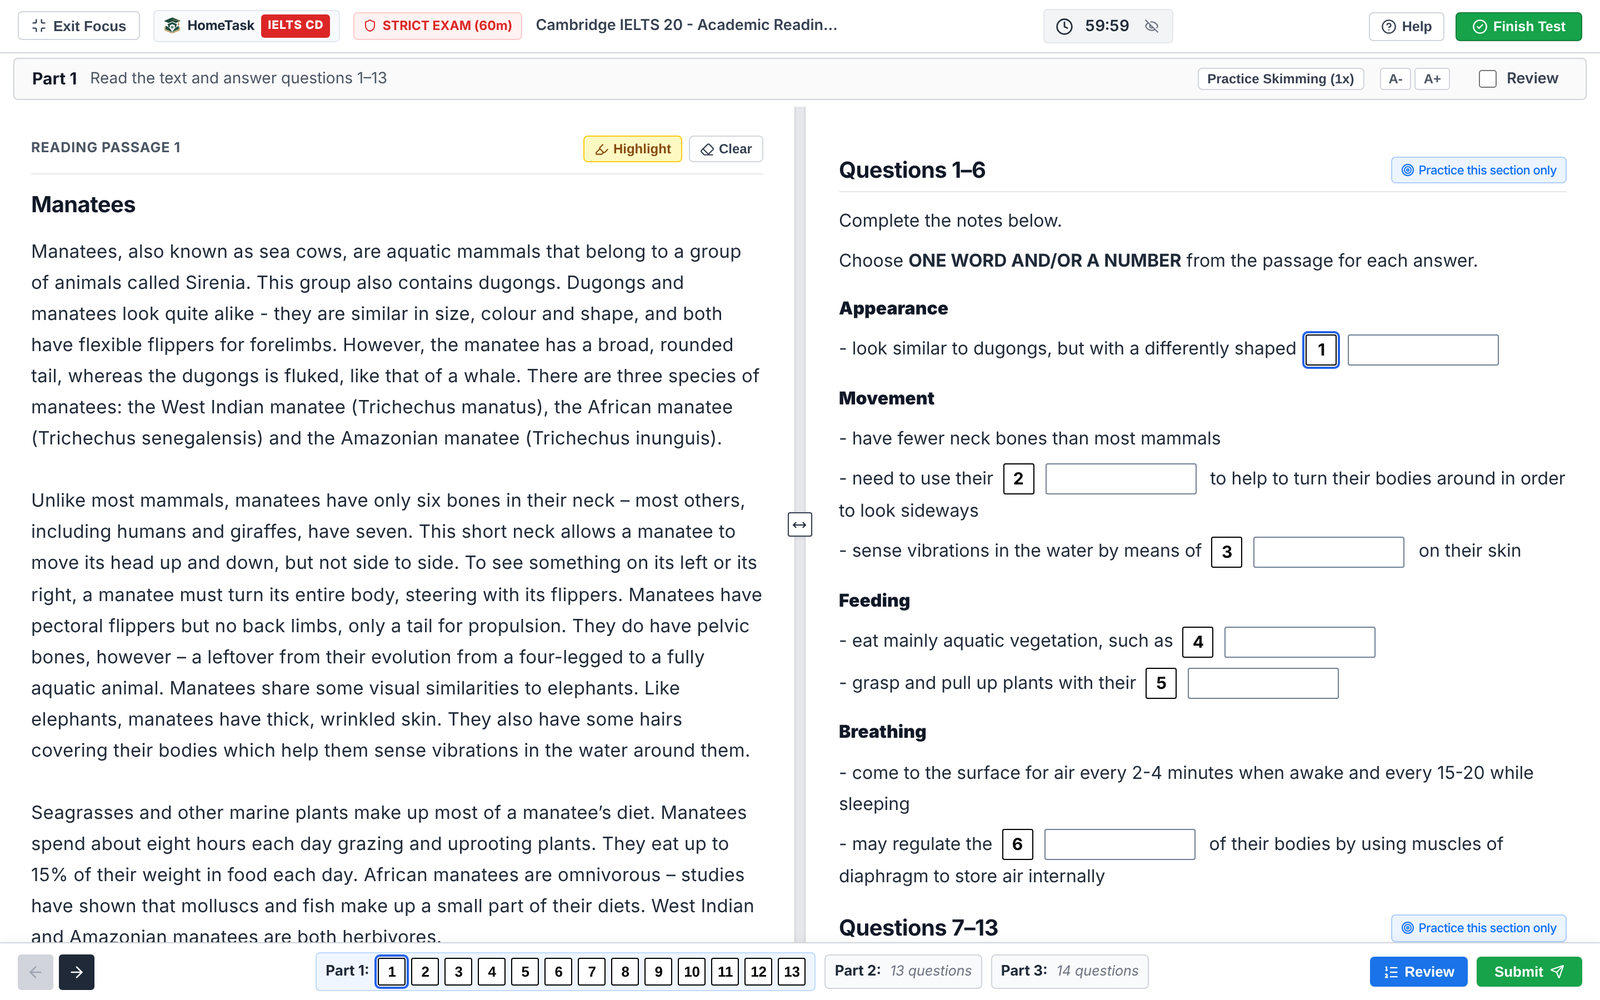 Exit Focus
HomeTask IELTS CD
STRICT EXAM (60m)
Cambridge IELTS 20 - Academic Readin...
59:59
Help
Finish Test
Part 1 Read the text and answer questions 1–13
Practice Skimming (1x)
A-
A+
Review
READING PASSAGE 1
Highlight
Clear
Manatees
Manatees, also known as sea cows, are aquatic mammals that belong to a group
of animals called Sirenia. This group also contains dugongs. Dugongs and
manatees look quite alike - they are similar in size, colour and shape, and both
have flexible flippers for forelimbs. However, the manatee has a broad, rounded
tail, whereas the dugongs is fluked, like that of a whale. There are three species of
manatees: the West Indian manatee (Trichechus manatus), the African manatee
(Trichechus senegalensis) and the Amazonian manatee (Trichechus inunguis).
Unlike most mammals, manatees have only six bones in their neck – most others,
including humans and giraffes, have seven. This short neck allows a manatee to
move its head up and down, but not side to side. To see something on its left or its
right, a manatee must turn its entire body, steering with its flippers. Manatees have
pectoral flippers but no back limbs, only a tail for propulsion. They do have pelvic
bones, however – a leftover from their evolution from a four-legged to a fully
aquatic animal. Manatees share some visual similarities to elephants. Like
elephants, manatees have thick, wrinkled skin. They also have some hairs
covering their bodies which help them sense vibrations in the water around them.
Seagrasses and other marine plants make up most of a manatee’s diet. Manatees
spend about eight hours each day grazing and uprooting plants. They eat up to
15% of their weight in food each day. African manatees are omnivorous – studies
have shown that molluscs and fish make up a small part of their diets. West Indian
and Amazonian manatees are both herbivores.
Questions 1–6
Practice this section only
Complete the notes below.
Choose ONE WORD AND/OR A NUMBER from the passage for each answer.
Appearance
- look similar to dugongs, but with a differently shaped 1
Movement
- have fewer neck bones than most mammals
- need to use their 2 to help to turn their bodies around in order
to look sideways
- sense vibrations in the water by means of 3 on their skin
Feeding
- eat mainly aquatic vegetation, such as 4
- grasp and pull up plants with their 5
Breathing
- come to the surface for air every 2-4 minutes when awake and every 15-20 while
sleeping
- may regulate the 6 of their bodies by using muscles of
diaphragm to store air internally
Questions 7–13
Practice this section only
Part 1: 1 2 3 4 5 6 7 8 9 10 11 12 13
Part 2: 13 questions
Part 3: 14 questions
Review
Submit